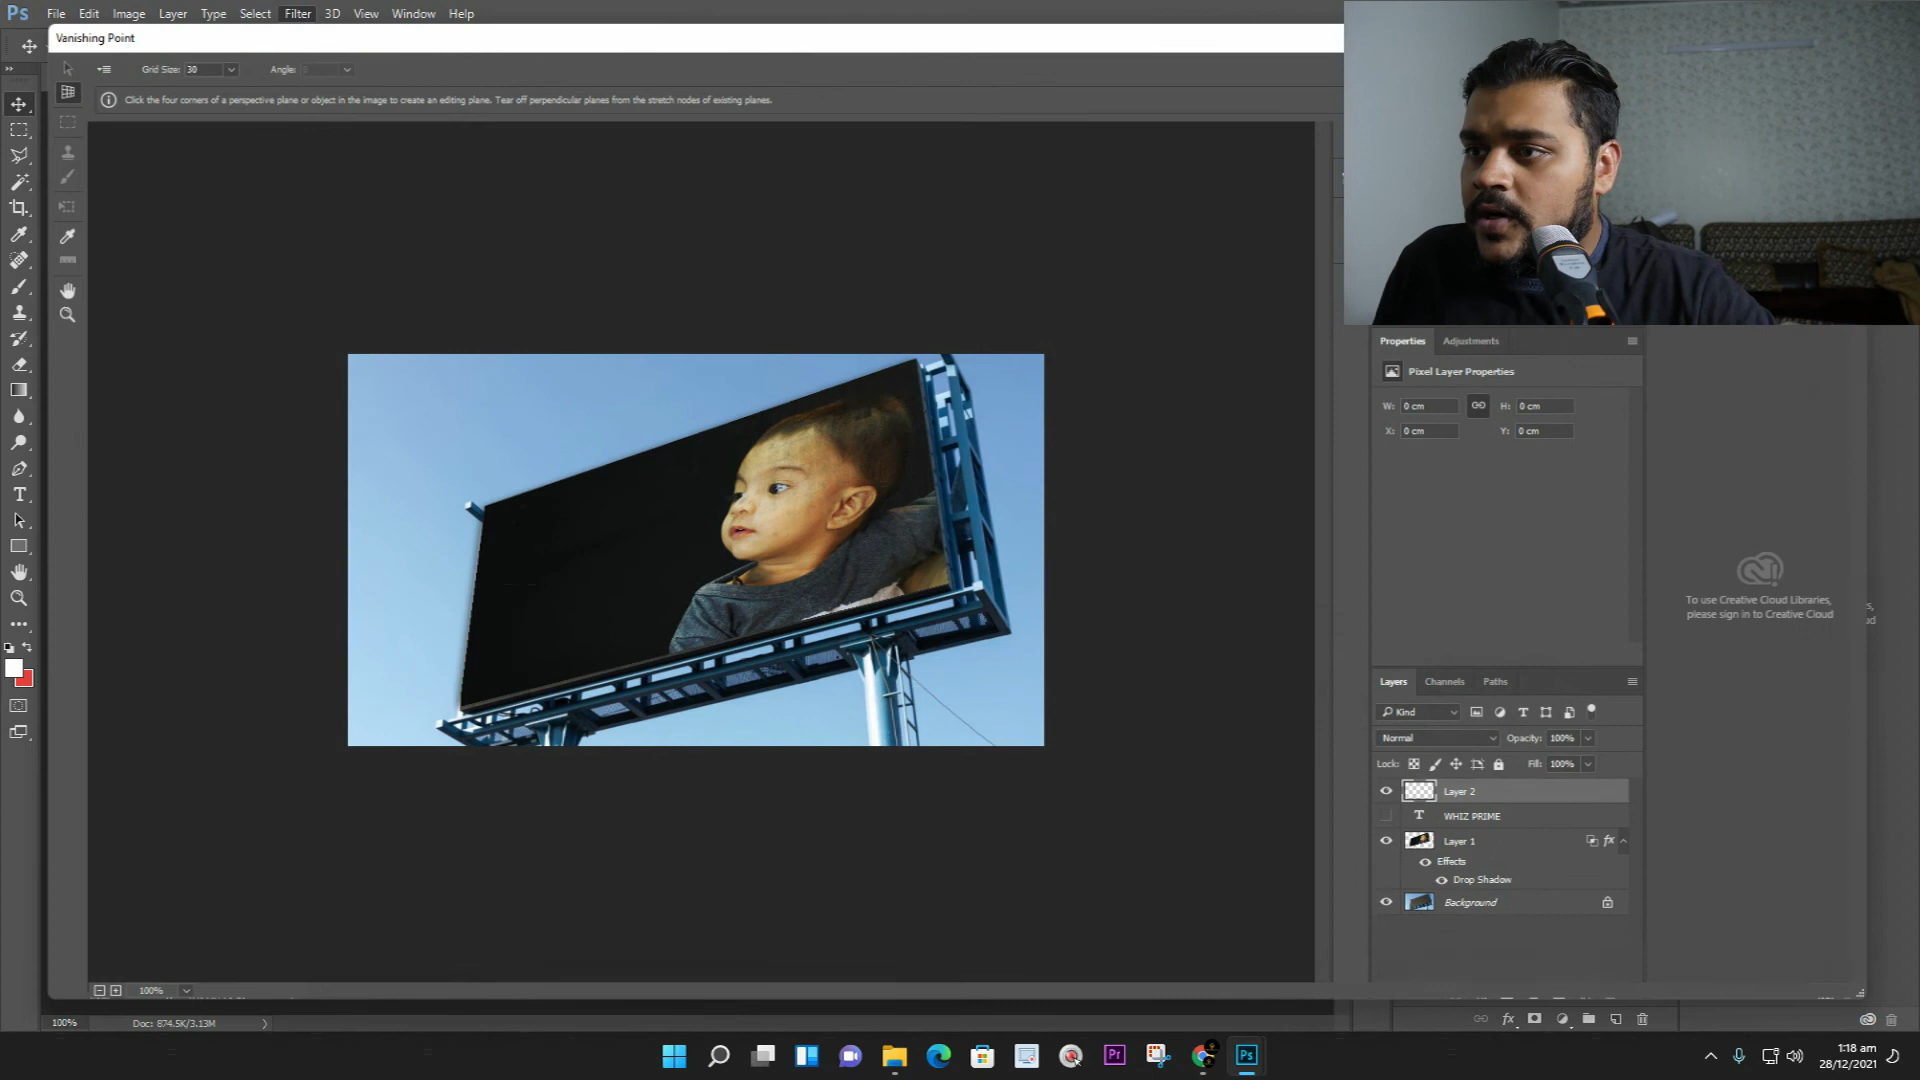 Ps File Edit Image Layer Type Select Filter 3D View Window Help
Vanishing Point
Grid Size: 30 Angle: 0
Click the four corners of a perspective plane or object in the image to create an editing plane. Tear off perpendicular planes from the stretch nodes of existing planes.
Properties Adjustments
Pixel Layer Properties
W: 0 cm H: 0 cm
X: 0 cm Y: 0 cm
To use Creative Cloud Libraries,
please sign in to Creative Cloud
Layers Channels Paths
Kind
Normal Opacity: 100%
Lock: Fill: 100%
Layer 2
T WHIZ PRIME
Layer 1 fx
Effects
Drop Shadow
Background
100%
100% Doc: 874.5K/3.13M
fx
Pr Ps
1:18 am
28/12/2021